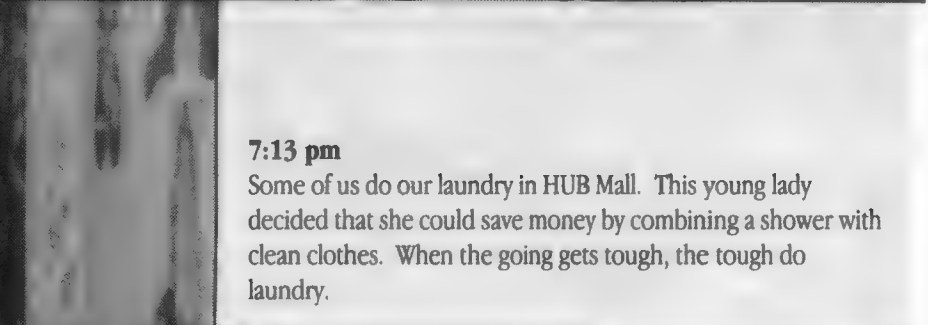 7:13 pm
Some of us do our laundry in HUB Mall. This young lady
decided that she could save money by combining a shower with
clean clothes. When the going gets tough, the tough do
laundry.